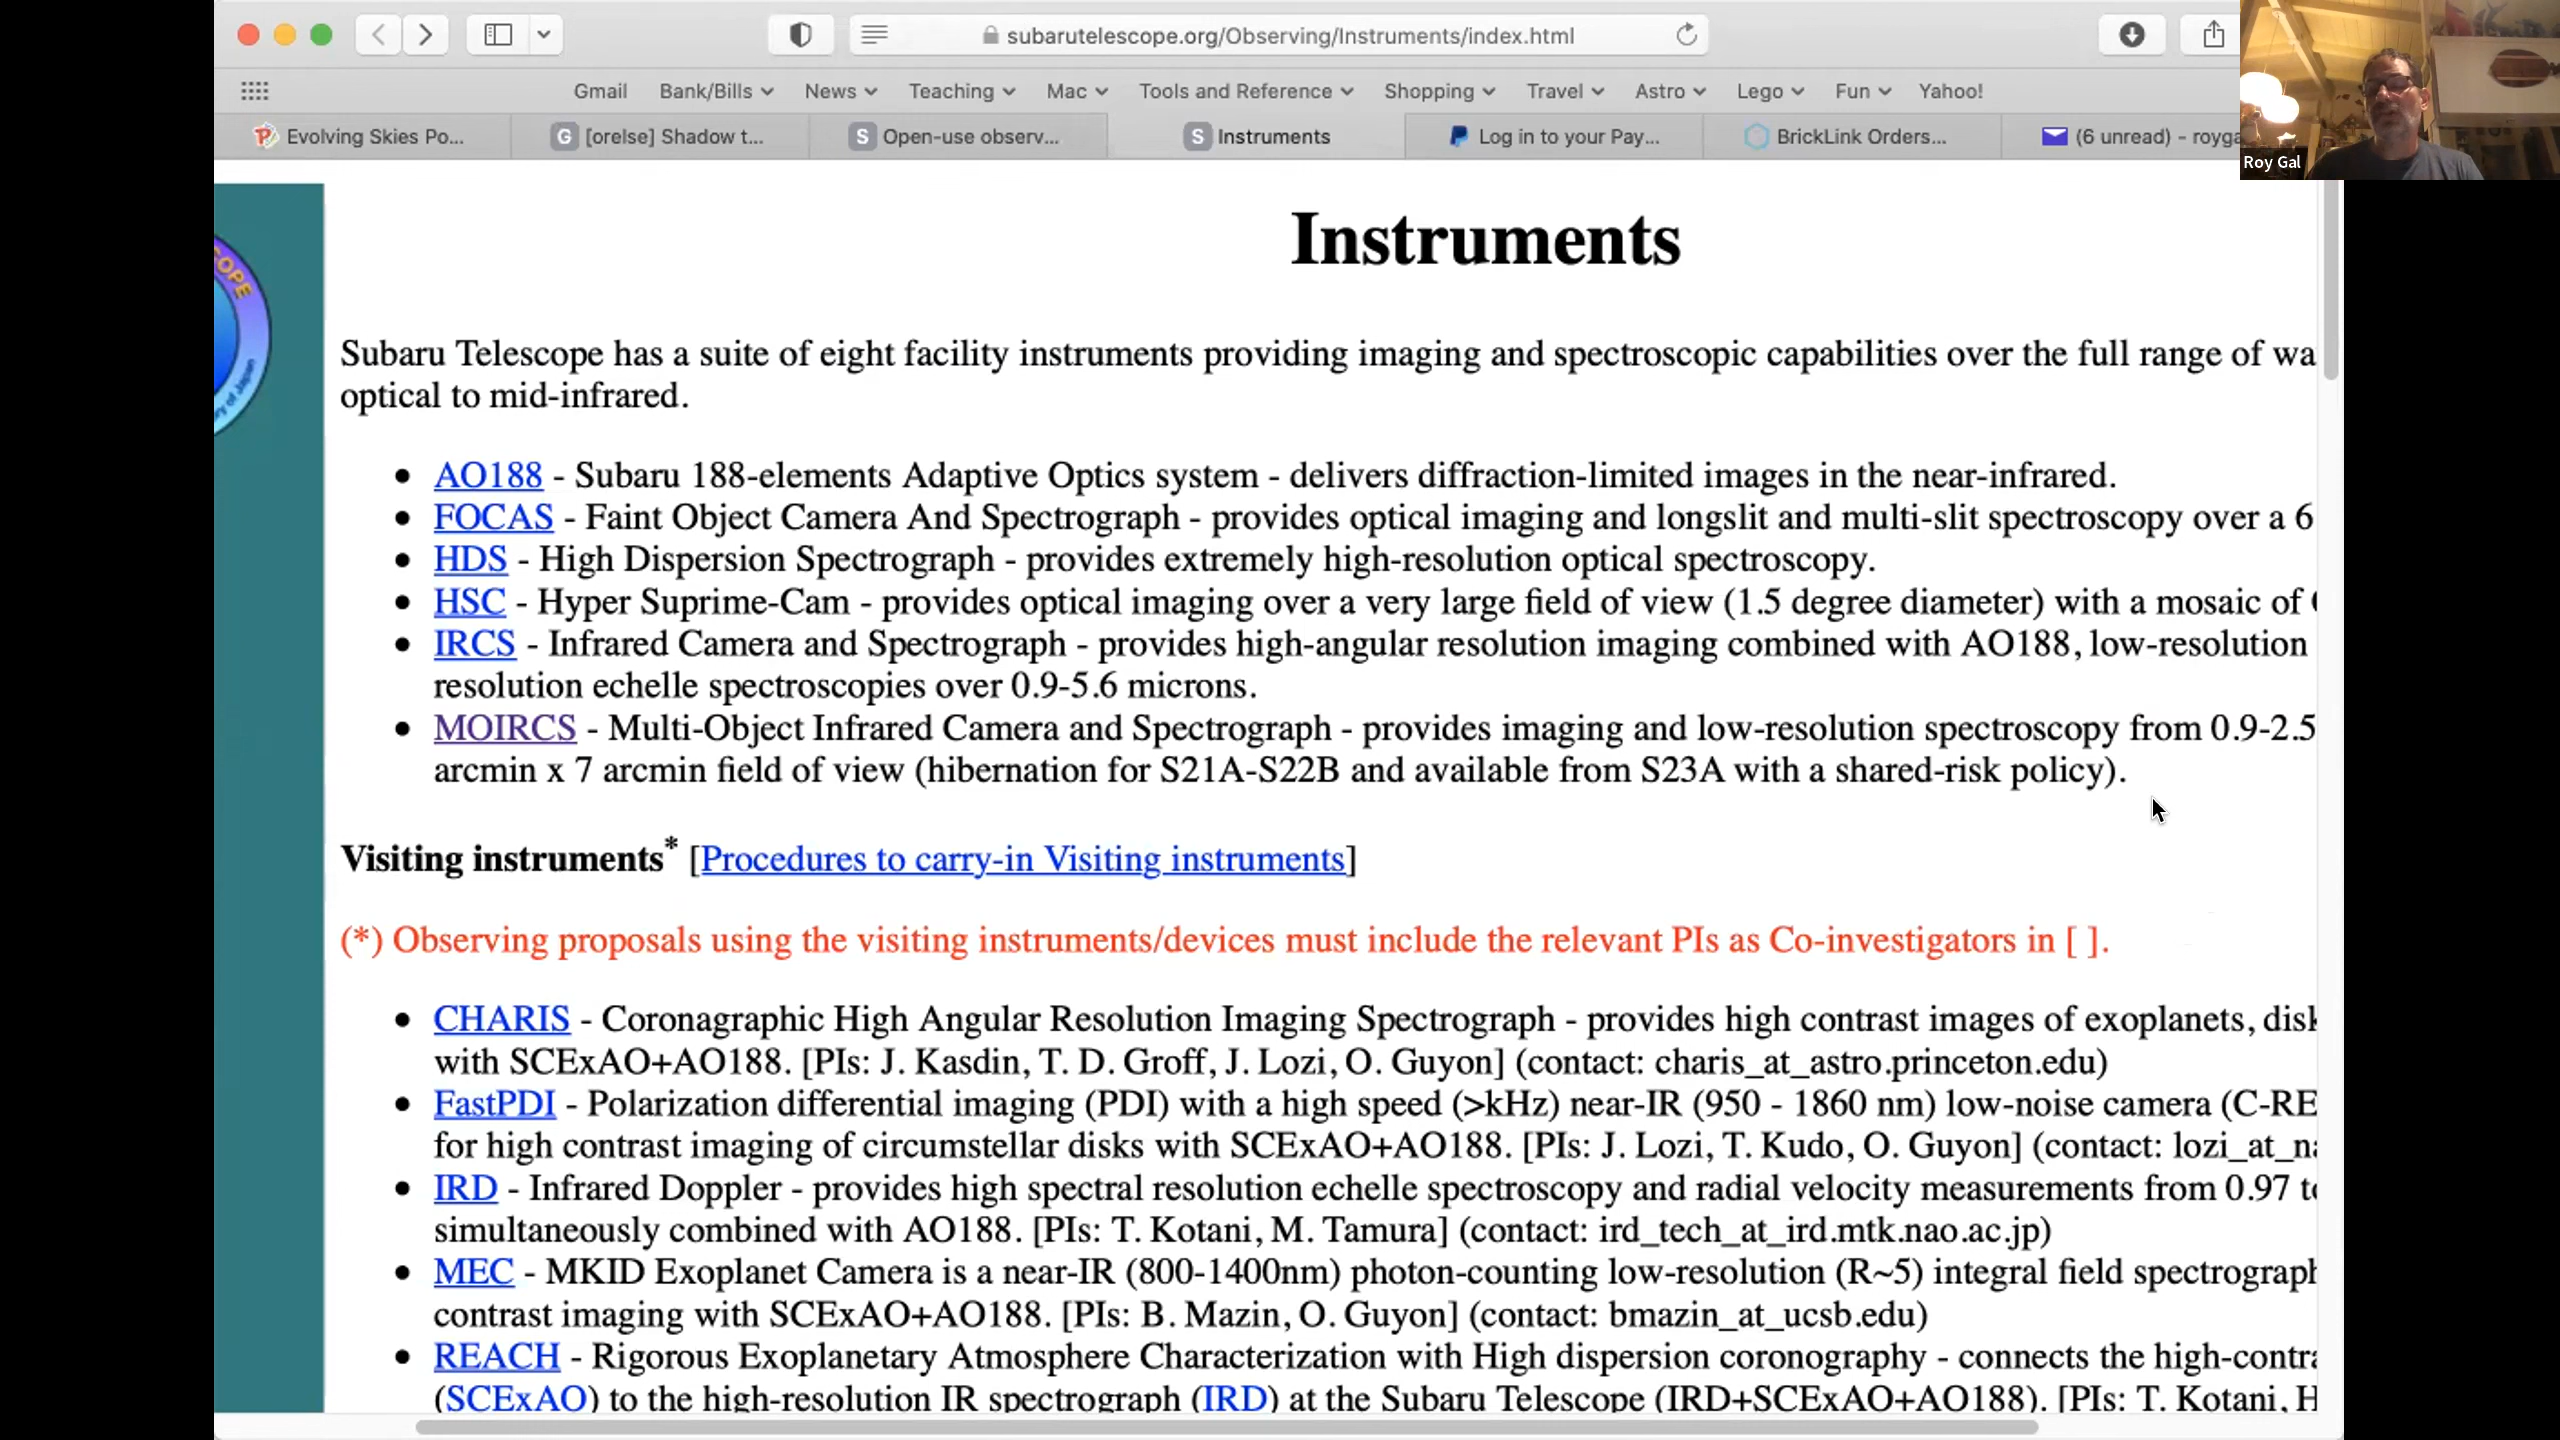 subarutelescope.org/Observing/Instruments/index.html
Gmail Bank/Bills News Teaching Mac Tools and Reference Shopping Travel Astro Lego Fun Yahoo!
Evolving Skies Po... G [orelse] Shadow t... S Open-use observ... S Instruments Log in to your Pay... BrickLink Orders... (6 unread) - royga
Roy Gal
Instruments
Subaru Telescope has a suite of eight facility instruments providing imaging and spectroscopic capabilities over the full range of wa
optical to mid-infrared.
• AO188 - Subaru 188-elements Adaptive Optics system - delivers diffraction-limited images in the near-infrared.
• FOCAS - Faint Object Camera And Spectrograph - provides optical imaging and longslit and multi-slit spectroscopy over a 6
• HDS - High Dispersion Spectrograph - provides extremely high-resolution optical spectroscopy.
• HSC - Hyper Suprime-Cam - provides optical imaging over a very large field of view (1.5 degree diameter) with a mosaic of
• IRCS - Infrared Camera and Spectrograph - provides high-angular resolution imaging combined with AO188, low-resolution
resolution echelle spectroscopies over 0.9-5.6 microns.
• MOIRCS - Multi-Object Infrared Camera and Spectrograph - provides imaging and low-resolution spectroscopy from 0.9-2.5
arcmin x 7 arcmin field of view (hibernation for S21A-S22B and available from S23A with a shared-risk policy).
Visiting instruments* [Procedures to carry-in Visiting instruments]
(*) Observing proposals using the visiting instruments/devices must include the relevant PIs as Co-investigators in [ ].
• CHARIS - Coronagraphic High Angular Resolution Imaging Spectrograph - provides high contrast images of exoplanets, disk
with SCExAO+AO188. [PIs: J. Kasdin, T. D. Groff, J. Lozi, O. Guyon] (contact: charis_at_astro.princeton.edu)
• FastPDI - Polarization differential imaging (PDI) with a high speed (>kHz) near-IR (950 - 1860 nm) low-noise camera (C-RE
for high contrast imaging of circumstellar disks with SCExAO+AO188. [PIs: J. Lozi, T. Kudo, O. Guyon] (contact: lozi_at_na
• IRD - Infrared Doppler - provides high spectral resolution echelle spectroscopy and radial velocity measurements from 0.97 to
simultaneously combined with AO188. [PIs: T. Kotani, M. Tamura] (contact: ird_tech_at_ird.mtk.nao.ac.jp)
• MEC - MKID Exoplanet Camera is a near-IR (800-1400nm) photon-counting low-resolution (R~5) integral field spectrograph
contrast imaging with SCExAO+AO188. [PIs: B. Mazin, O. Guyon] (contact: bmazin_at_ucsb.edu)
• REACH - Rigorous Exoplanetary Atmosphere Characterization with High dispersion coronography - connects the high-contra
(SCExAO) to the high-resolution IR spectrograph (IRD) at the Subaru Telescope (IRD+SCExAO+AO188). [PIs: T. Kotani, H